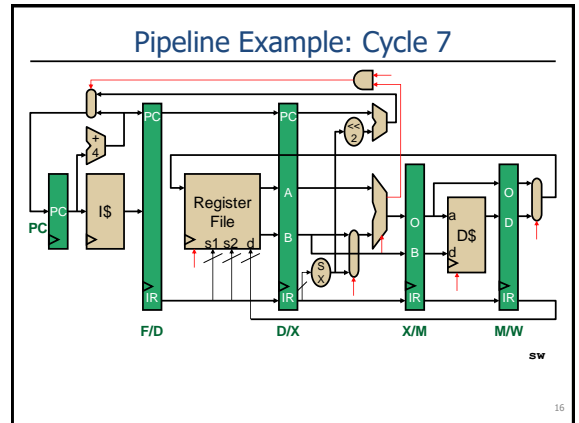 Pipeline Example: Cycle 7
PC
PC
<<
2
+
4
A
O
O
PC
I$
Register
File
a
D
B
D$
s1 s2 d
d
S
X
B
IR
IR
IR
IR
PC
F/D
D/X
X/M
M/W
sw
16